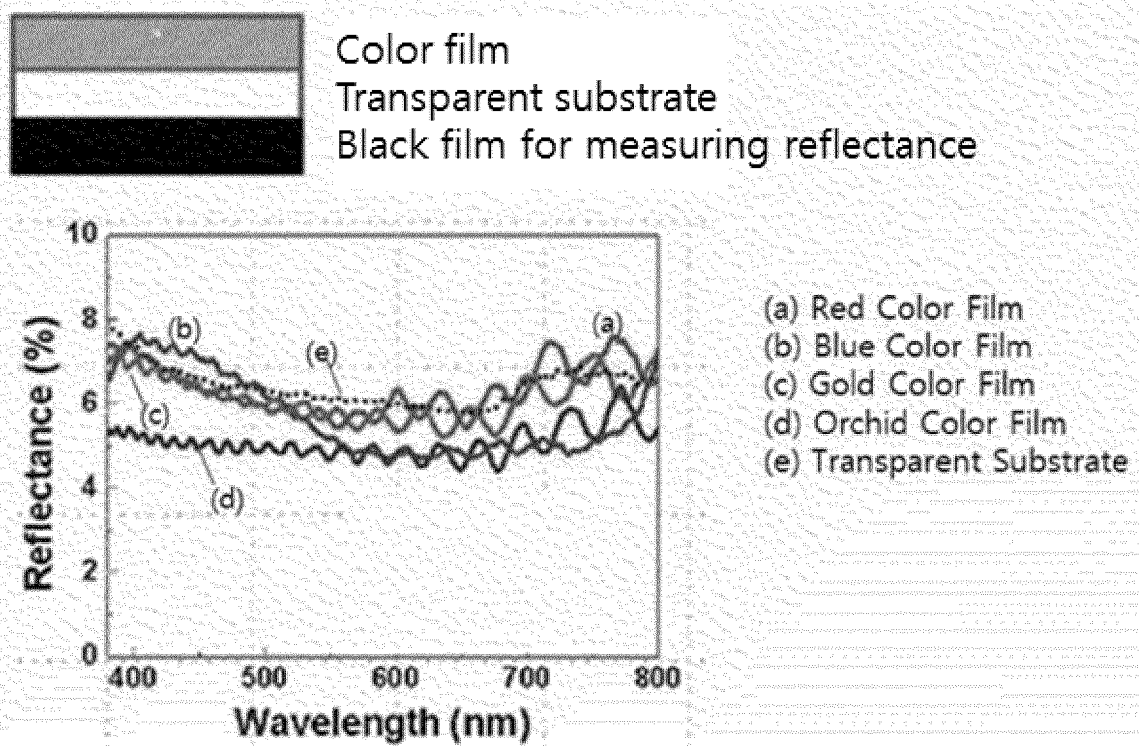 Color film
Transparent substrate
Black film for measuring reflectance
10
8
6
4
2
0
Reflectance (%)
(b)
(e)
(a)
(c)
(d)
400 500 600 700 800
Wavelength (nm)
(a) Red Color Film
(b) Blue Color Film
(c) Gold Color Film
(d) Orchid Color Film
(e) Transparent Substrate